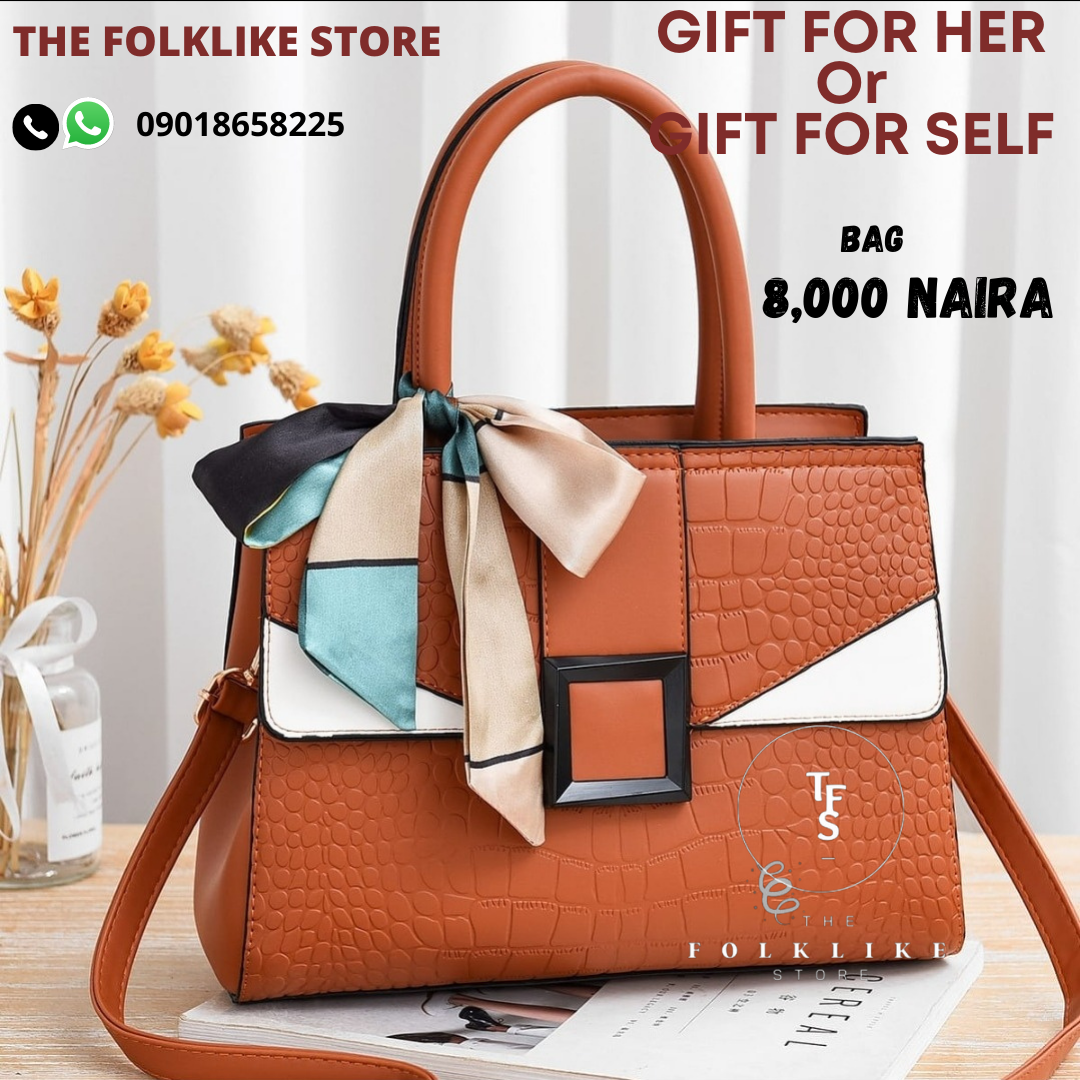 THE FOLKLIKE STORE
09018658225
GIFT FOR HER
Or
GIFT FOR SELF
BAG
8,000 NAIRA
TFS
THE
FOLKLIKE
STORE
CEREAL